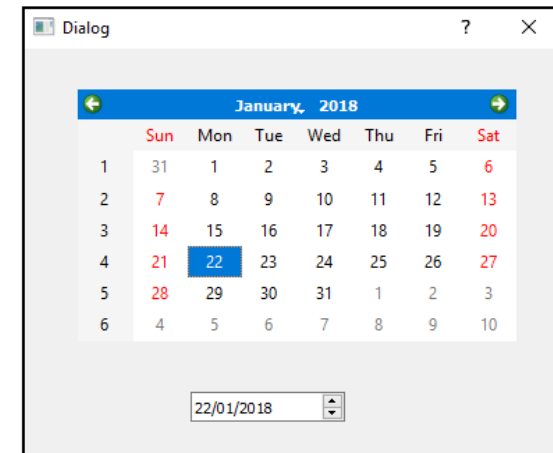 Dialog ? ×
January, 2018
Sun Mon Tue Wed Thu Fri Sat
1 31 1 2 3 4 5 6
2 7 8 9 10 11 12 13
3 14 15 16 17 18 19 20
4 21 22 23 24 25 26 27
5 28 29 30 31 1 2 3
6 4 5 6 7 8 9 10
22/01/2018